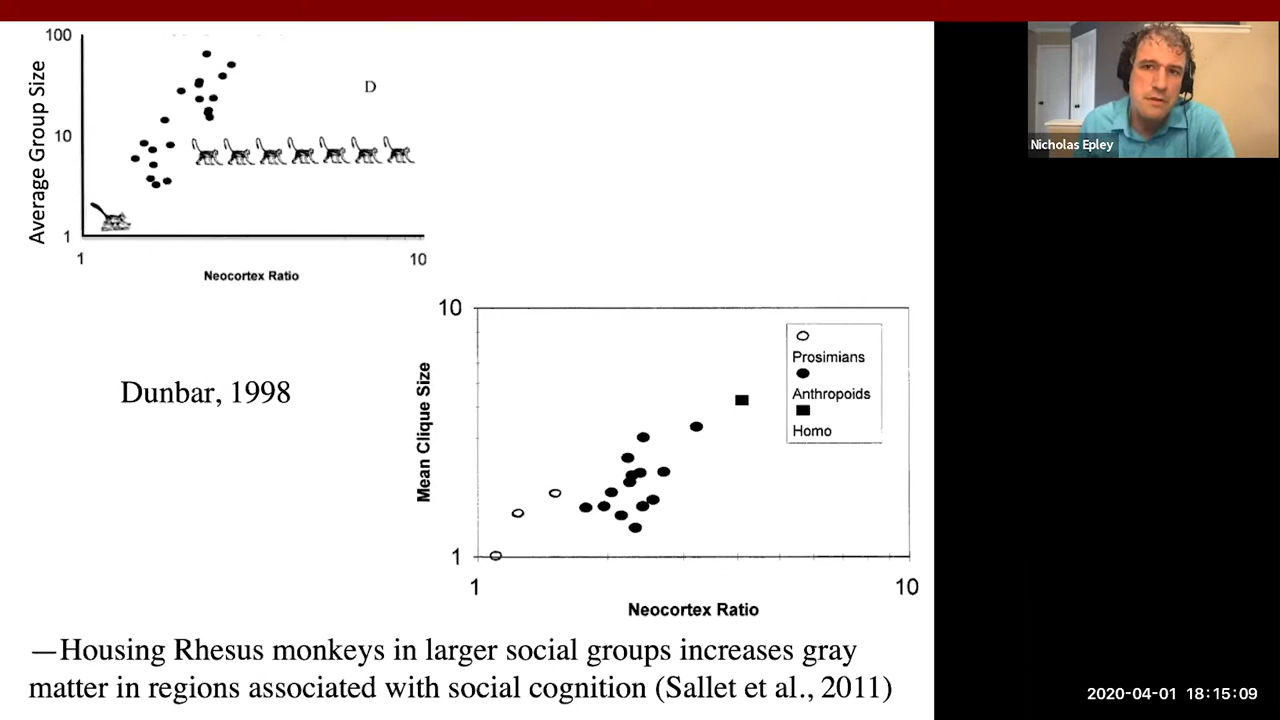 100
Average Group Size
10
1
D
1
10
Neocortex Ratio
Nicholas Epley
Dunbar, 1998
10
Mean Clique Size
1
Prosimians
Anthropoids
Homo
1
10
Neocortex Ratio
—Housing Rhesus monkeys in larger social groups increases gray
matter in regions associated with social cognition (Sallet et al., 2011)
2020-04-01 18:15:09